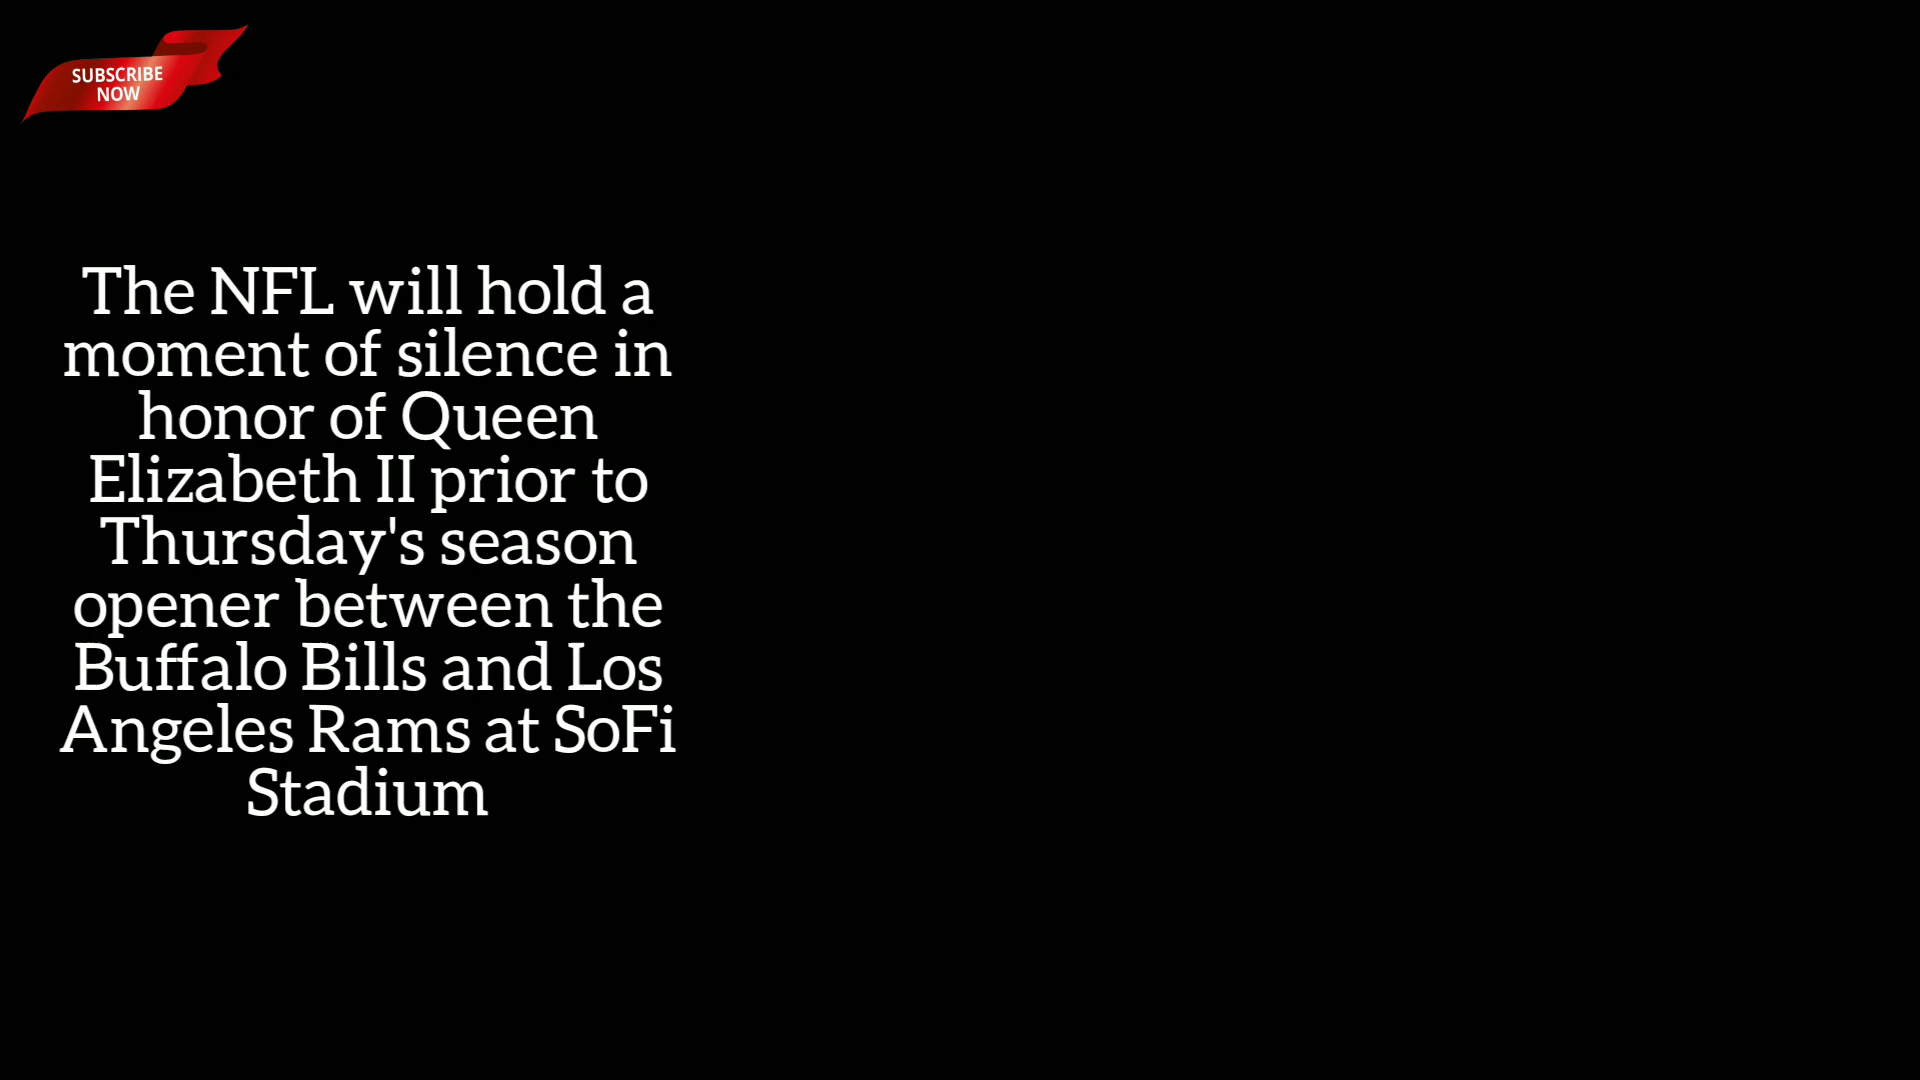 SUBSCRIBE
NOW
The NFL will hold a
moment of silence in
honor of Queen
Elizabeth II prior to
Thursday's season
opener between the
Buffalo Bills and Los
Angeles Rams at SoFi
Stadium